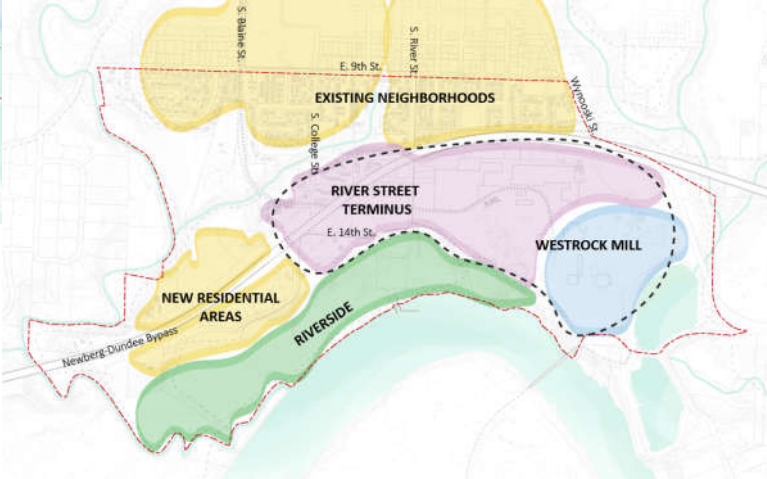 S. Blaine St.
S. River St
E. 9th St.
Wynooski St.
EXISTING NEIGHBORHOODS
S. College St
RIVER STREET
TERMINUS
E. 14th St.
WESTROCK MILL
NEW RESIDENTIAL
AREAS
RIVERSIDE
Newberg-Dundee Bypass